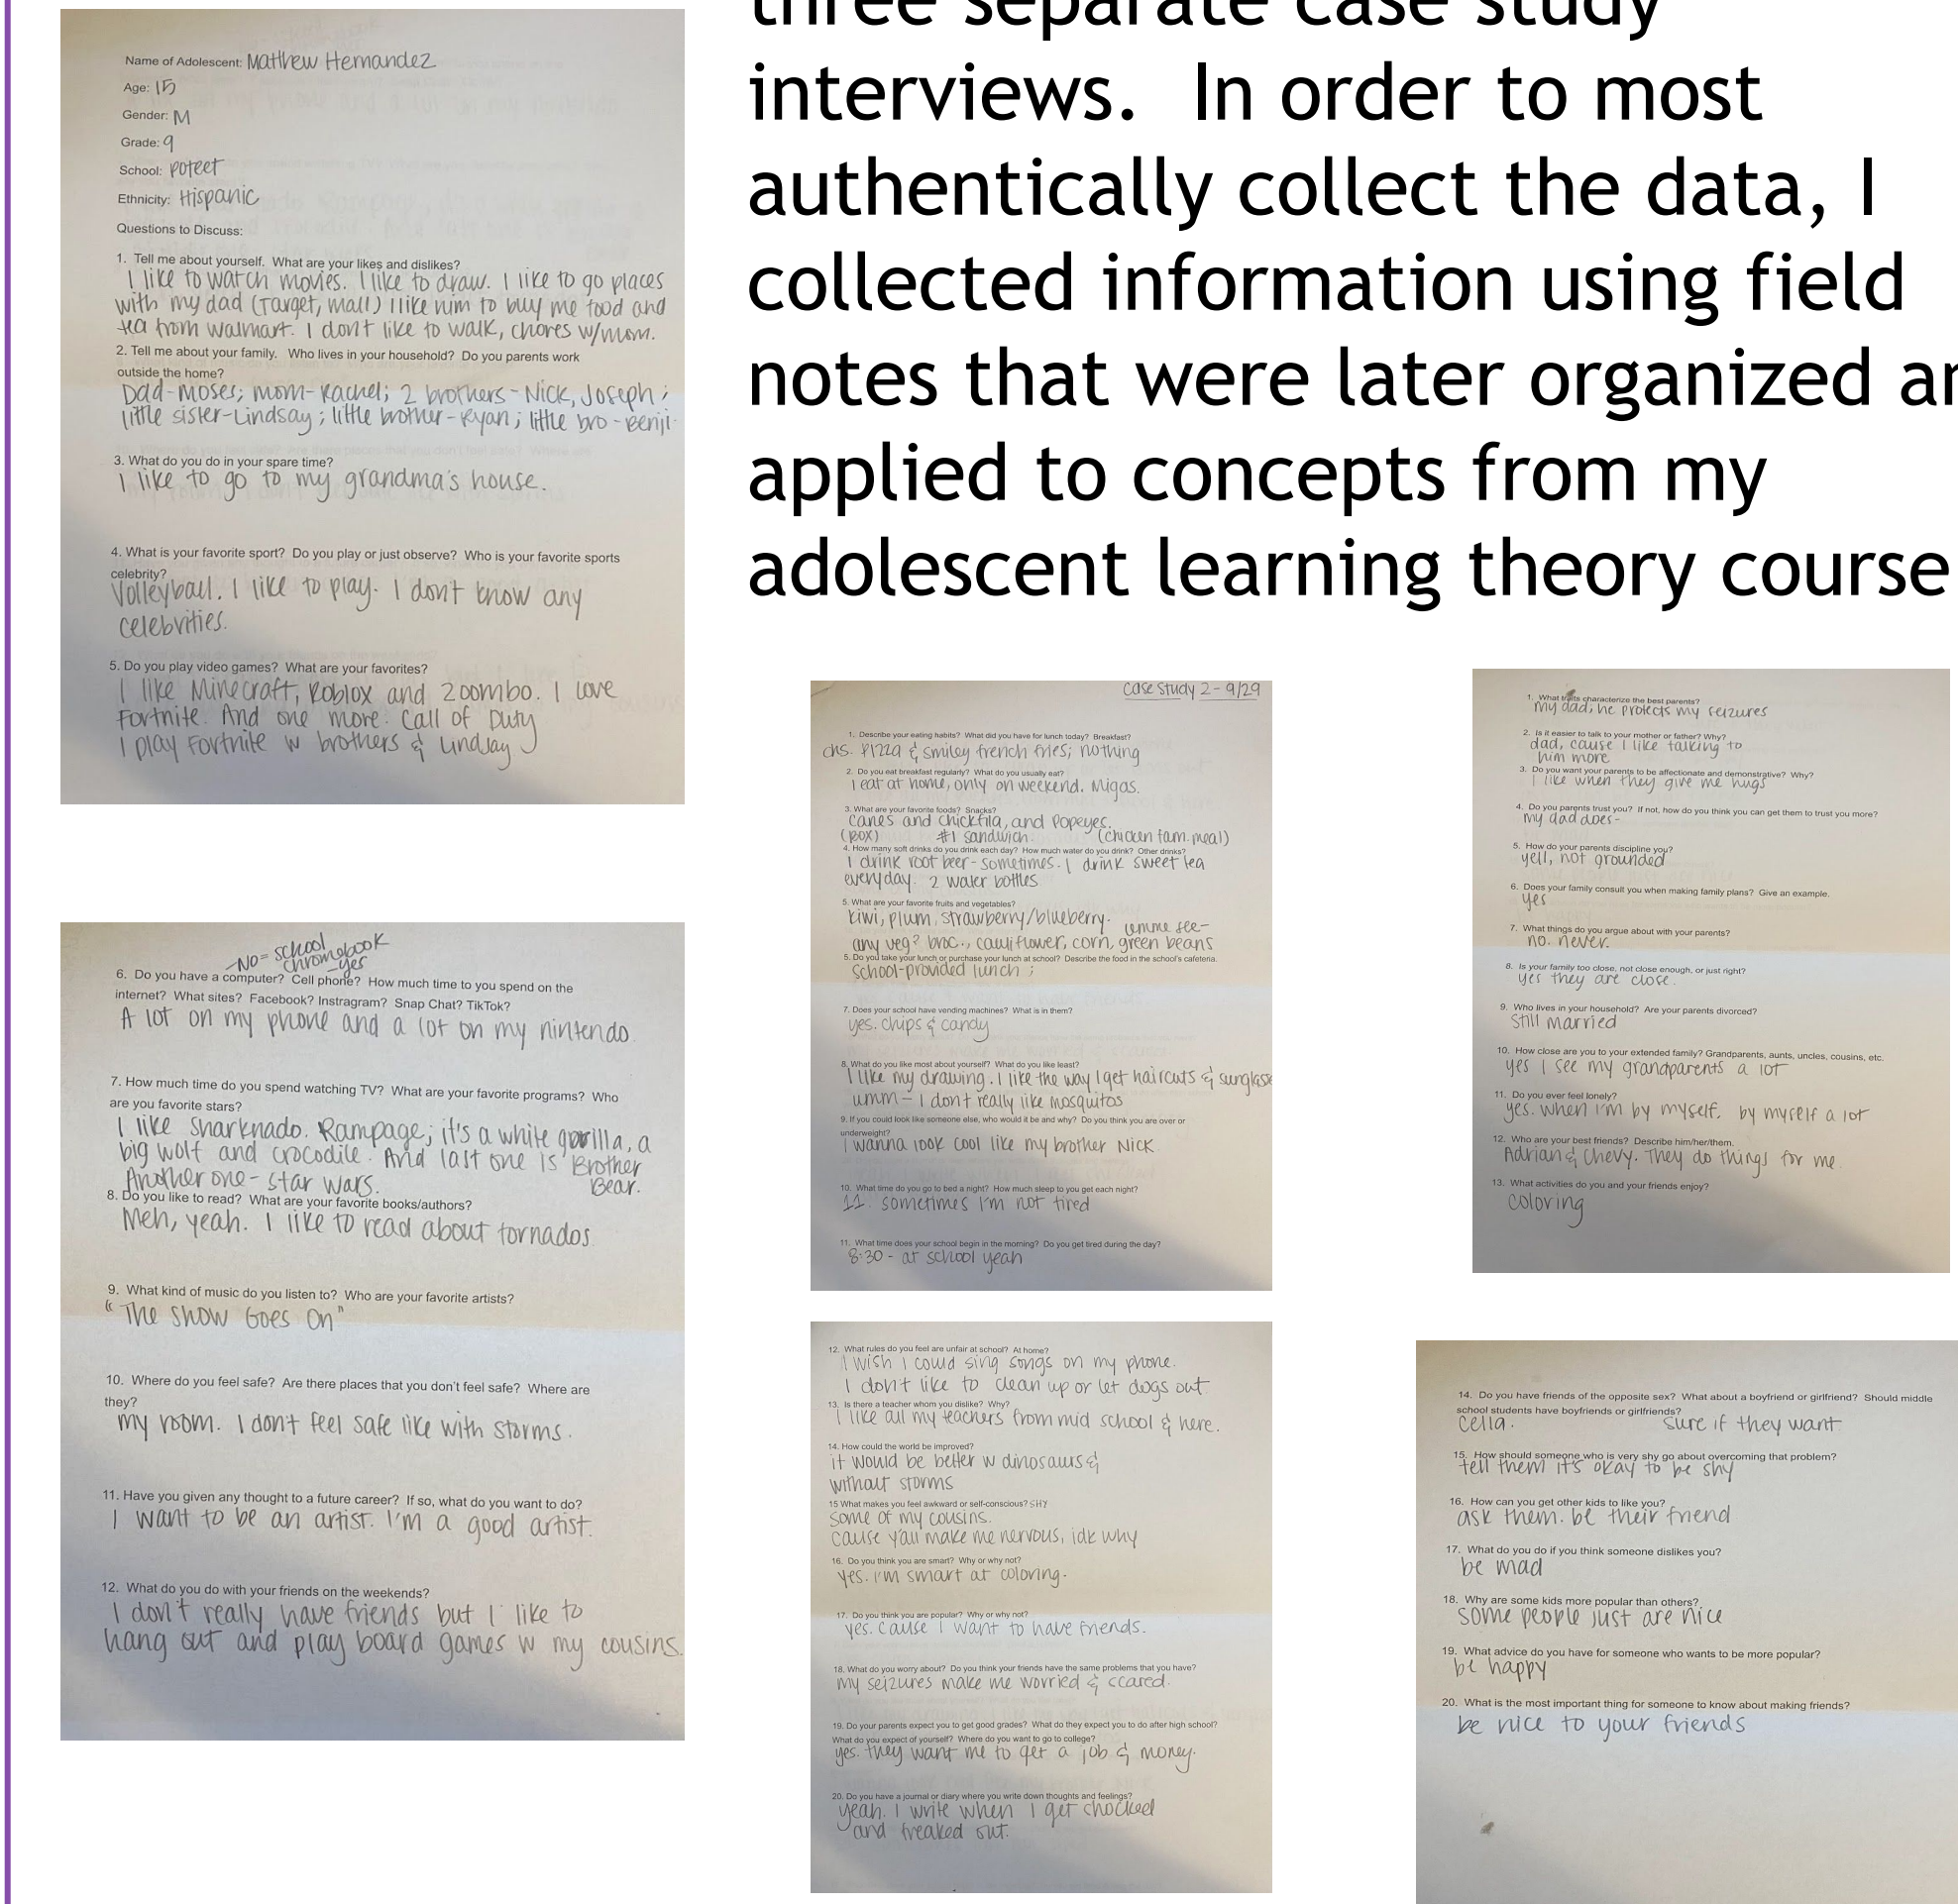 three separate case study
interviews.  In order to most
authentically collect the data, I
collected information using field
notes that were later organized
applied to concepts from my
adolescent learning theory course
Name of Adolescent: Matthew Hernandez
Age: 15
Gender: M
Grade: 9
School: Poteet
Ethnicity: Hispanic
Questions to Discuss:
1. Tell me about yourself. What are your likes and dislikes?
I like to watch movies. I like to draw. I like to go places
with my dad (Target, mall) I like him to buy me food and
tea from walmart. I don't like to walk, chores w/mom.
2. Tell me about your family. Who lives in your household? Do you parents work
outside the home?
Dad-Moses; mom-Rachel; 2 brothers-Nick, Joseph;
little sister-Lindsay; little brother-Ryan; little bro-Benji
3. What do you do in your spare time?
I like to go to my grandma's house.
4. What is your favorite sport? Do you play or just observe? Who is your favorite sports
celebrity?
Volleyball. I like to play. I don't know any
celebrities.
5. Do you play video games? What are your favorites?
I like Minecraft, Roblox and Zoombo. I love
Fortnite. And one more: Call of Duty
I play Fortnite w brothers & Lindsay
-NO= school
chromebook
-yes
6. Do you have a computer? Cell phone? How much time to you spend on the
internet? What sites? Facebook? Instragram? Snap Chat? TikTok?
A lot on my phone and a lot on my nintendo.
7. How much time do you spend watching TV? What are your favorite programs? Who
are you favorite stars?
I like Sharknado. Rampage; it's a white gorilla, a
big wolf and crocodile. And last one is Brother
Bear.
Another one- star wars.
8. Do you like to read? What are your favorite books/authors?
Meh, yeah. I like to read about tornados
9. What kind of music do you listen to? Who are your favorite artists?
"The Show Goes On"
10. Where do you feel safe? Are there places that you don't feel safe? Where are
they?
my room. I don't feel safe like with storms.
11. Have you given any thought to a future career? If so, what do you want to do?
I want to be an artist. I'm a good artist.
12. What do you do with your friends on the weekends?
I don't really have friends but I like to
hang out and play board games w my cousins.
Case Study 2 - 9/29
1. Describe your eating habits? What did you have for lunch today? Breakfast?
chs. pizza & smiley french fries; nothing
2. Do you eat breakfast regularly? What do you usually eat?
I eat at home, only on weekend. Migas.
3. What are your favorite foods? Snacks?
Canes and chickfila, and Popeyes.
(BOX) #1 sandwich. (chicken fam. meal)
4. How many soft drinks do you drink each day? How much water do you drink? Other drinks?
I drink root beer-sometimes. I drink sweet tea
everyday. 2 water bottles
5. What are your favorite fruits and vegetables?
kiwi, plum, strawberry/blueberry. lemme see-
any veg? broc., cauliflower, corn, green beans
5. Do you take your lunch or purchase your lunch at school? Describe the food in the school's cafeteria.
school-provided lunch ;
7. Does your school have vending machines? What is in them?
yes. chips & candy
8. What do you like most about yourself? What do you like least?
I like my drawing. I like the way I get haircuts &
umm - I don't really like mosquitos
9. If you could look like someone else, who would it be and why? Do you think you are over or
underweight?
I wanna look cool like my brother Nick.
10. What time do you go to bed a night? How much sleep to you get each night?
11. sometimes I'm not tired
11. What time does your school begin in the morning? Do you get tired during the day?
8:30 - at school yeah
12. What rules do you feel are unfair at school? At home?
I wish I could sing songs on my phone.
I don't like to clean up or let dogs out
13. Is there a teacher whom you dislike? Why?
I like all my teachers from mid school & here.
14. How could the world be improved?
it would be better w dinosaurs &
without storms
15 What makes you feel awkward or self-conscious? SHY
some of my cousins.
cause yall make me nervous, idk why
16. Do you think you are smart? Why or why not?
yes. I'm smart at coloring.
17. Do you think you are popular? Why or why not?
yes. cause I want to have friends.
18. What do you worry about? Do you think your friends have the same problems that you have?
my seizures make me worried & scared.
19. Do your parents expect you to get good grades? What do they expect you to do after high school?
What do you expect of yourself? Where do you want to go to college?
yes. they want me to get a job & money.
20. Do you have a journal or diary where you write down thoughts and feelings?
yeah. I write when I get chocked
and freaked out.
1. What traits characterize the best parents?
my dad; he protects my seizures
2. Is it easier to talk to your mother or father? Why?
dad, cause I like talking to
him more
3. Do you want your parents to be affectionate and demonstrative? Why?
I like when they give me hugs
4. Do you parents trust you? If not, how do you think you can get them to trust you more?
my dad does-
5. How do your parents discipline you?
yell, not grounded
6. Does your family consult you when making family plans? Give an example.
yes
7. What things do you argue about with your parents?
no. never.
8. Is your family too close, not close enough, or just right?
yes they are close.
9. Who lives in your household? Are your parents divorced?
still married
10. How close are you to your extended family? Grandparents, aunts, uncles, cousins, etc.
yes I see my grandparents a lot
11. Do you ever feel lonely?
yes. when I'm by myself. by myself a lot
12. Who are your best friends? Describe him/her/them.
Adrian & Chevy. They do things for me.
13. What activities do you and your friends enjoy?
coloring
14. Do you have friends of the opposite sex? What about a boyfriend or girlfriend? Should middle
school students have boyfriends or girlfriends?
Cella. sure if they want
15. How should someone who is very shy go about overcoming that problem?
tell them it's okay to be shy
16. How can you get other kids to like you?
ask them. be their friend
17. What do you do if you think someone dislikes you?
be mad
18. Why are some kids more popular than others?
some people just are nice
19. What advice do you have for someone who wants to be more popular?
be happy
20. What is the most important thing for someone to know about making friends?
be nice to your friends